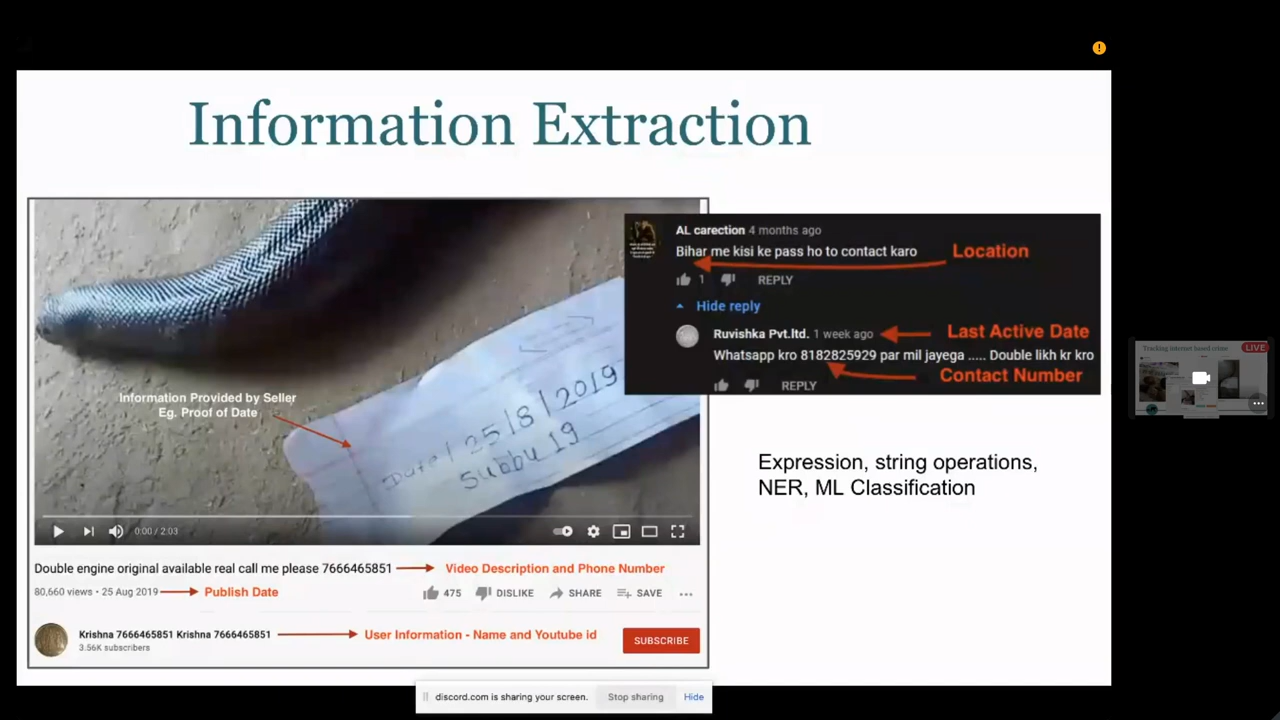 Information Extraction
AL carection 4 months ago
Bihar me kisi ke pass ho to contact karo
Location
1 REPLY
Hide reply
Ruvishka Pvt.ltd. 1 week ago
Last Active Date
Whatsapp kro 8182825929 par mil jayega ..... Double likh kr kro
Contact Number
REPLY
Information Provided by Seller
Eg. Proof of Date
Date / 25/8/2019
Subbu 19
0:00 / 2:03
Double engine original available real call me please 7666465851
Video Description and Phone Number
80,660 views • 25 Aug 2019
Publish Date
475 DISLIKE SHARE SAVE ...
Krishna 7666465851 Krishna 7666465851
User Information - Name and Youtube id
3.56K subscribers
SUBSCRIBE
Expression, string operations,
NER, ML Classification
Tracking internet based crime
LIVE
discord.com is sharing your screen. Stop sharing Hide